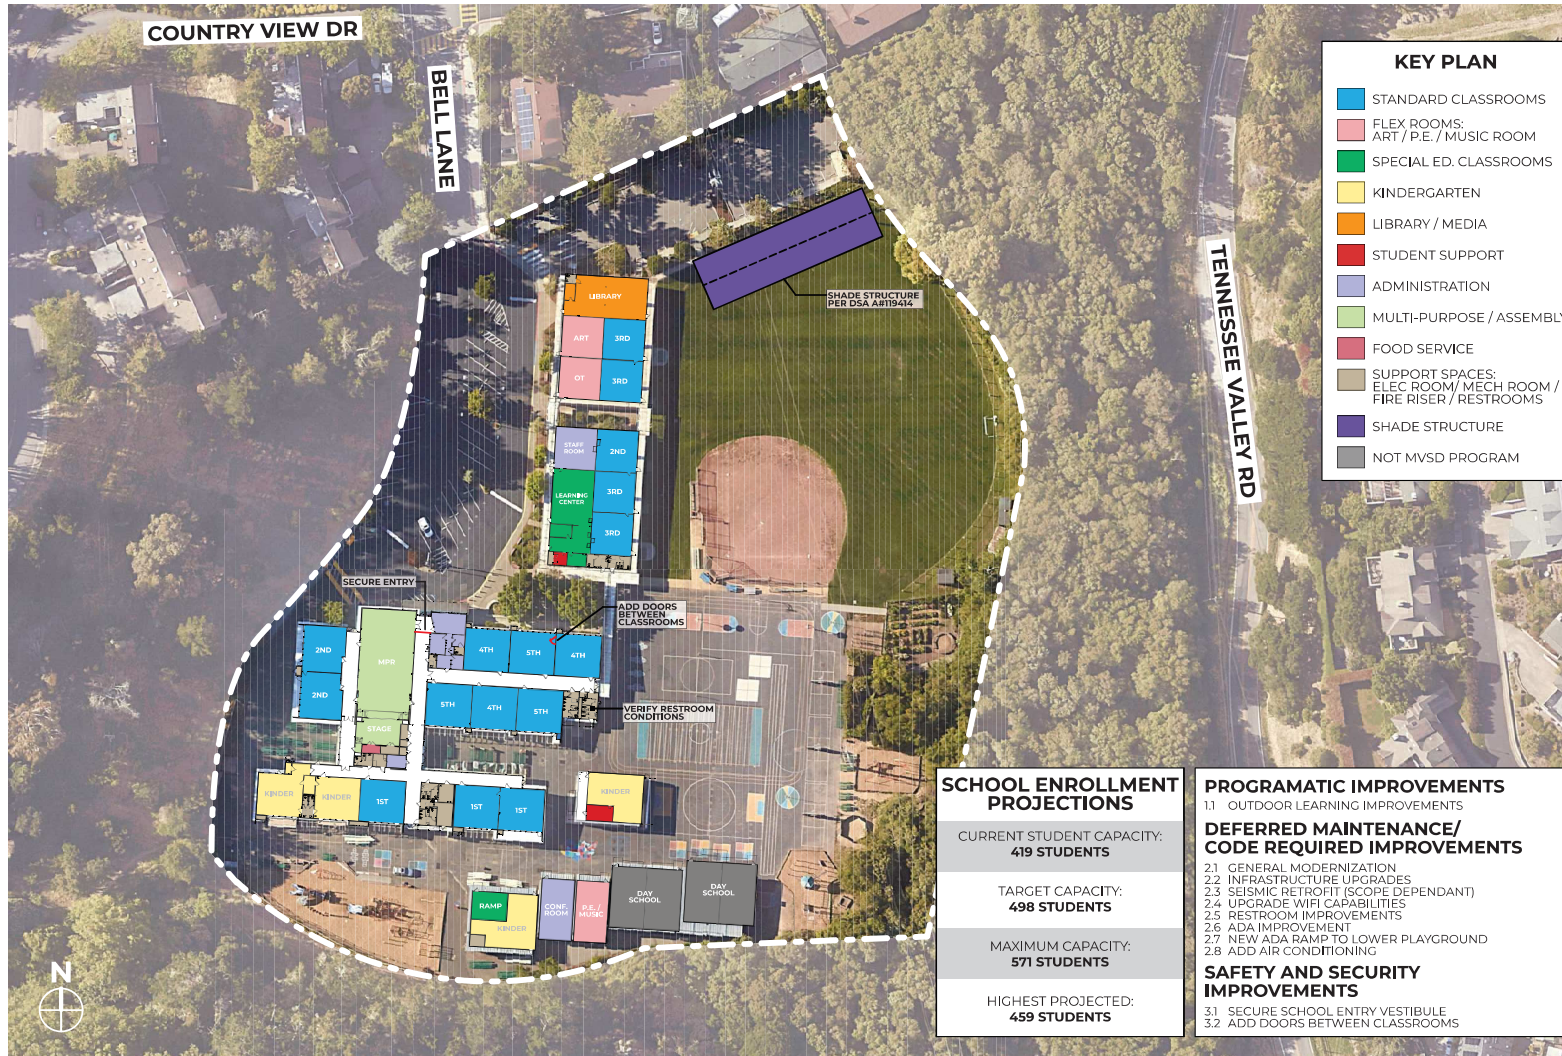 COUNTRY VIEW DR
BELL LANE
TENNESSEE VALLEY RD
KEY PLAN
STANDARD CLASSROOMS
FLEX ROOMS:
ART / P.E. / MUSIC ROOM
SPECIAL ED. CLASSROOMS
KINDERGARTEN
LIBRARY / MEDIA
STUDENT SUPPORT
ADMINISTRATION
MULTI-PURPOSE / ASSEMBLY
FOOD SERVICE
SUPPORT SPACES:
ELEC ROOM/ MECH ROOM /
FIRE RISER / RESTROOMS
SHADE STRUCTURE
NOT MVSD PROGRAM
SHADE STRUCTURE
PER DSA A#119414
LIBRARY
ART
3RD
OT
3RD
STAFF
ROOM
2ND
LEARNING
CENTER
3RD
3RD
SECURE ENTRY
ADD DOORS
BETWEEN
CLASSROOMS
2ND
MPR
4TH
5TH
4TH
2ND
5TH
4TH
5TH
VERIFY RESTROOM
CONDITIONS
STAGE
KINDER
KINDER
1ST
1ST
1ST
KINDER
RAMP
KINDER
CONF.
ROOM
P.E. /
MUSIC
DAY
SCHOOL
DAY
SCHOOL
N
SCHOOL ENROLLMENT
PROJECTIONS
CURRENT STUDENT CAPACITY:
419 STUDENTS
TARGET CAPACITY:
498 STUDENTS
MAXIMUM CAPACITY:
571 STUDENTS
HIGHEST PROJECTED:
459 STUDENTS
PROGRAMATIC IMPROVEMENTS
1.1 OUTDOOR LEARNING IMPROVEMENTS
DEFERRED MAINTENANCE/
CODE REQUIRED IMPROVEMENTS
2.1 GENERAL MODERNIZATION
2.2 INFRASTRUCTURE UPGRADES
2.3 SEISMIC RETROFIT (SCOPE DEPENDANT)
2.4 UPGRADE WIFI CAPABILITIES
2.5 RESTROOM IMPROVEMENTS
2.6 ADA IMPROVEMENT
2.7 NEW ADA RAMP TO LOWER PLAYGROUND
2.8 ADD AIR CONDITIONING
SAFETY AND SECURITY
IMPROVEMENTS
3.1 SECURE SCHOOL ENTRY VESTIBULE
3.2 ADD DOORS BETWEEN CLASSROOMS